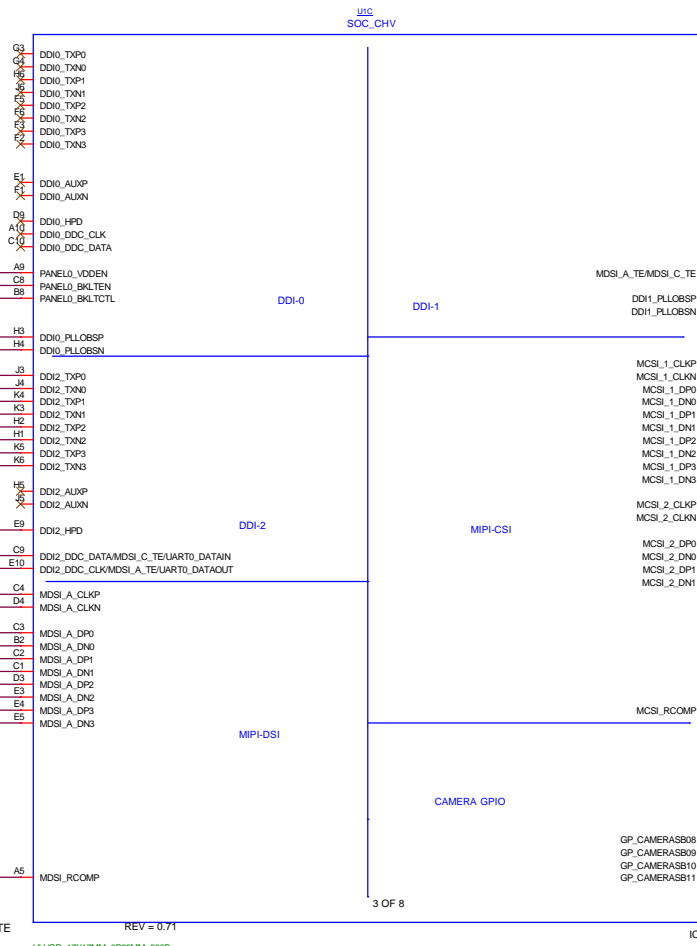 U1C
SOC_CHV
G3 DDI0_TXP0
G4 DDI0_TXN0
H6 DDI0_TXP1
J6 DDI0_TXN1
F5 DDI0_TXP2
F6 DDI0_TXN2
F3 DDI0_TXP3
F2 DDI0_TXN3
E1 DDI0_AUXP
F1 DDI0_AUXN
D9 DDI0_HPD
A10 DDI0_DDC_CLK
C10 DDI0_DDC_DATA
A9 PANEL0_VDDEN
C8 PANEL0_BKLTEN
B8 PANEL0_BKLTCTL
DDI-0
H3 DDI0_PLLOBSP
H4 DDI0_PLLOBSN
J3 DDI2_TXP0
J4 DDI2_TXN0
K4 DDI2_TXP1
K3 DDI2_TXN1
H2 DDI2_TXP2
H1 DDI2_TXN2
K5 DDI2_TXP3
K6 DDI2_TXN3
H5 DDI2_AUXP
J5 DDI2_AUXN
E9 DDI2_HPD
DDI-2
C9 DDI2_DDC_DATA/MDSI_C_TE/UART0_DATAIN
E10 DDI2_DDC_CLK/MDSI_A_TE/UART0_DATAOUT
C4 MDSI_A_CLKP
D4 MDSI_A_CLKN
C3 MDSI_A_DP0
B2 MDSI_A_DN0
C2 MDSI_A_DP1
C1 MDSI_A_DN1
D3 MDSI_A_DP2
E3 MDSI_A_DN2
E4 MDSI_A_DP3
E5 MDSI_A_DN3
MIPI-DSI
A5 MDSI_RCOMP
MDSI_A_TE/MDSI_C_TE
DDI-1
DDI1_PLLOBSP
DDI1_PLLOBSN
MCSI_1_CLKP
MCSI_1_CLKN
MCSI_1_DP0
MCSI_1_DN0
MCSI_1_DP1
MCSI_1_DN1
MCSI_1_DP2
MCSI_1_DN2
MCSI_1_DP3
MCSI_1_DN3
MCSI_2_CLKP
MCSI_2_CLKN
MIPI-CSI
MCSI_2_DP0
MCSI_2_DN0
MCSI_2_DP1
MCSI_2_DN1
MCSI_RCOMP
CAMERA GPIO
GP_CAMERASB08
GP_CAMERASB09
GP_CAMERASB10
GP_CAMERASB11
3 OF 8
REV = 0.71